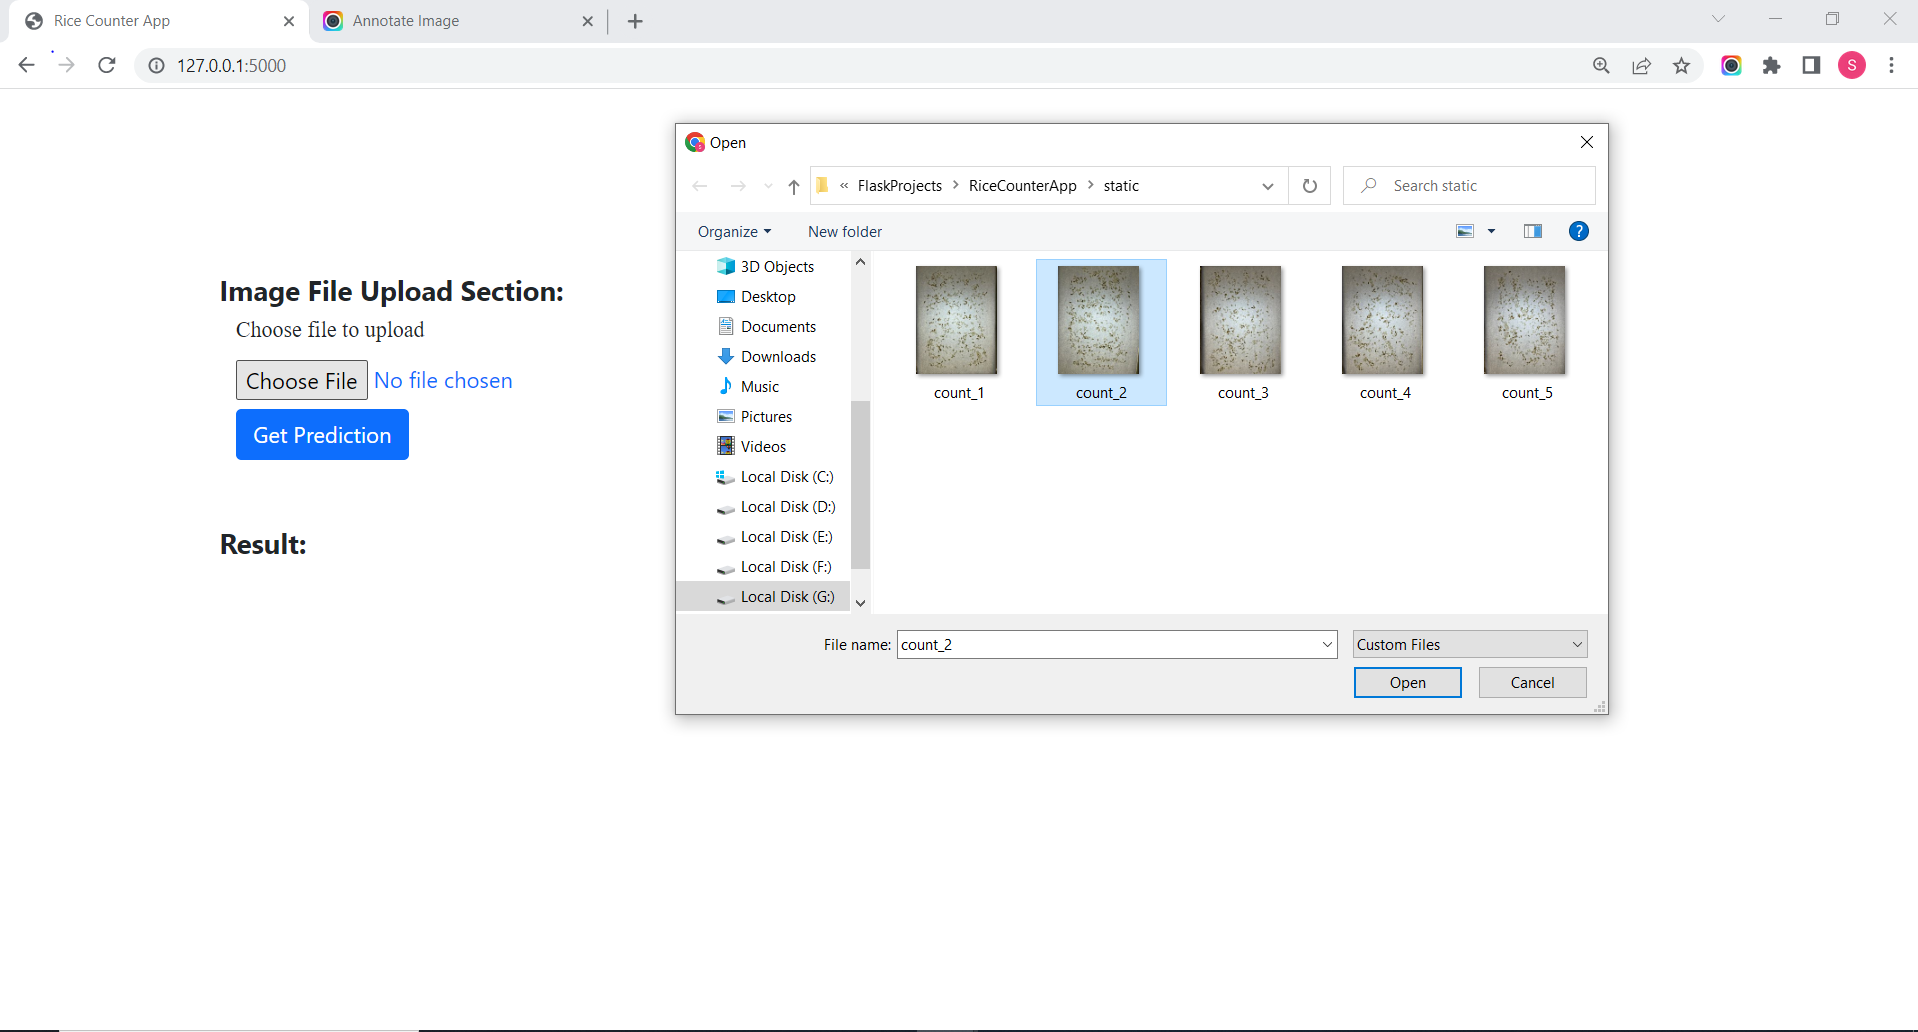 Rice Counter App
Annotate Image
127.0.0.1:5000
S
Image File Upload Section:
Choose file to upload
Choose File No file chosen
Get Prediction
Result:
Open
« FlaskProjects > RiceCounterApp > static
Search static
Organize
New folder
?
3D Objects
Desktop
Documents
Downloads
Music
Pictures
Videos
Local Disk (C:)
Local Disk (D:)
Local Disk (E:)
Local Disk (F:)
Local Disk (G:)
count_1
count_2
count_3
count_4
count_5
File name: count_2
Custom Files
Open
Cancel